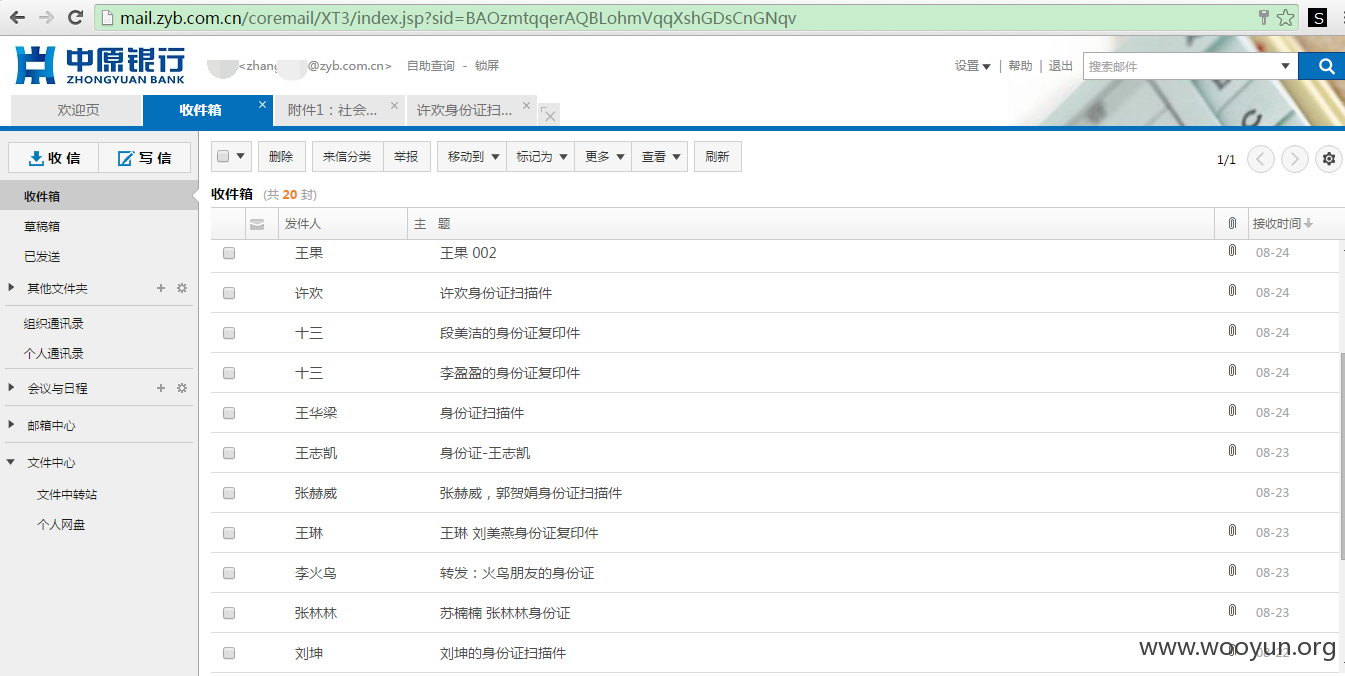 mail.zyb.com.cn/coremail/XT3/index.jsp?sid=BAOzmtqqerAQBLohmVqqXshGDsCnGNqv
S
中原银行
ZHONGYUAN BANK
<zhang @zyb.com.cn> 自助查询 - 锁屏
设置 | 帮助 | 退出
搜索邮件
欢迎页 收件箱 附件1：社会... 许欢身份证扫...
收信 写信
删除 来信分类 举报 移动到 标记为 更多 查看 刷新
1/1
收件箱 (共 20 封)
发件人 主 题 接收时间
王果 王果 002 08-24
许欢 许欢身份证扫描件 08-24
十三 段美洁的身份证复印件 08-24
十三 李盈盈的身份证复印件 08-24
王华梁 身份证扫描件 08-24
王志凯 身份证-王志凯 08-23
张赫威 张赫威，郭贺娟身份证扫描件 08-23
王琳 王琳 刘美燕身份证复印件 08-23
李火鸟 转发：火鸟朋友的身份证 08-23
张林林 苏楠楠 张林林身份证 08-23
刘坤 刘坤的身份证扫描件
收件箱
草稿箱
已发送
其他文件夹
组织通讯录
个人通讯录
会议与日程
邮箱中心
文件中心
文件中转站
个人网盘
www.wooyun.org